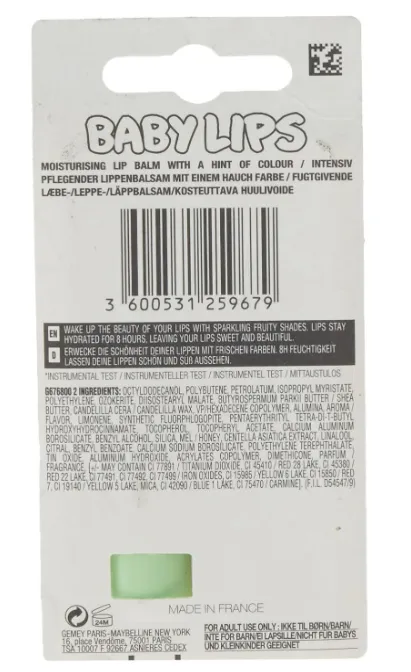 BABY LIPS
MOISTURISING LIP BALM WITH A HINT OF COLOUR / INTENSIV
PFLEGENDER LIPPENBALSAM MIT EINEM HAUCH FARBE / FUGTGIVENDE
LÆBE-/LEPPE-/LÄPPBALSAM/KOSTEUTTAVA HUULIVOIDE
3 600531 259679
EN WAKE UP THE BEAUTY OF YOUR LIPS WITH SPARKLING FRUITY SHADES. LIPS STAY
HYDRATED FOR 8 HOURS, LEAVING YOUR LIPS SWEET AND BEAUTIFUL.
D ERWECKE DIE SCHÖNHEIT DEINER LIPPEN MIT FRISCHEN FARBEN. 8H FEUCHTIGKEIT
LASSEN DEINE LIPPEN SCHÖN UND SÜß AUSSEHEN.
*INSTRUMENTAL TEST / INSTRUMENTELLER TEST / INSTRUMENTEL TEST / MITTAUSTULOS
G676800 2 INGREDIENTS: OCTYLDODECANOL, POLYBUTENE, PETROLATUM, ISOPROPYL MYRISTATE,
POLYETHYLENE, OZOKERITE, DIISOSTEARYL MALATE, BUTYROSPERMUM PARKII BUTTER / SHEA
BUTTER, CANDELILLA CERA / CANDELILLA WAX, VP/HEXADECENE COPOLYMER, ALUMINA, AROMA /
FLAVOR, LIMONENE, SYNTHETIC FLUORPHLOGOPITE, PENTAERYTHRITYL TETRA-DI-T-BUTYL
HYDROXYHYDROCINNAMATE, TOCOPHEROL, TOCOPHERYL ACETATE, CALCIUM ALUMINUM
BOROSILICATE, BENZYL ALCOHOL, SILICA, MEL / HONEY, CENTELLA ASIATICA EXTRACT, LINALOOL,
CITRAL, BENZYL BENZOATE, CALCIUM SODIUM BOROSILICATE, POLYETHYLENE TEREPHTHALATE,
TIN OXIDE, ALUMINUM HYDROXIDE, ACRYLATES COPOLYMER, DIMETHICONE, PARFUM /
FRAGRANCE, [+/- MAY CONTAIN CI 77891 / TITANIUM DIOXIDE, CI 45410 / RED 28 LAKE, CI 45380 /
RED 22 LAKE, CI 77491, CI 77492, CI 77499 / IRON OXIDES, CI 15985 / YELLOW 6 LAKE, CI 15850 / RED
7, CI 19140 / YELLOW 5 LAKE, MICA, CI 42090 / BLUE 1 LAKE, CI 75470 / CARMINE]. (F.I.L. D54547/9)
24M
MADE IN FRANCE
GEMEY PARIS-MAYBELLINE NEW YORK
16, place Vendôme, 75001 PARIS
TSA 10007 F 92667 ASNIERES CEDEX
FOR ADULT USE ONLY : IKKE TIL BØRN/BARN/
INTE FÖR BARN/EI LAPSILLE/NICHT FUR BABYS
UND KLEINKINDER GEEIGNET